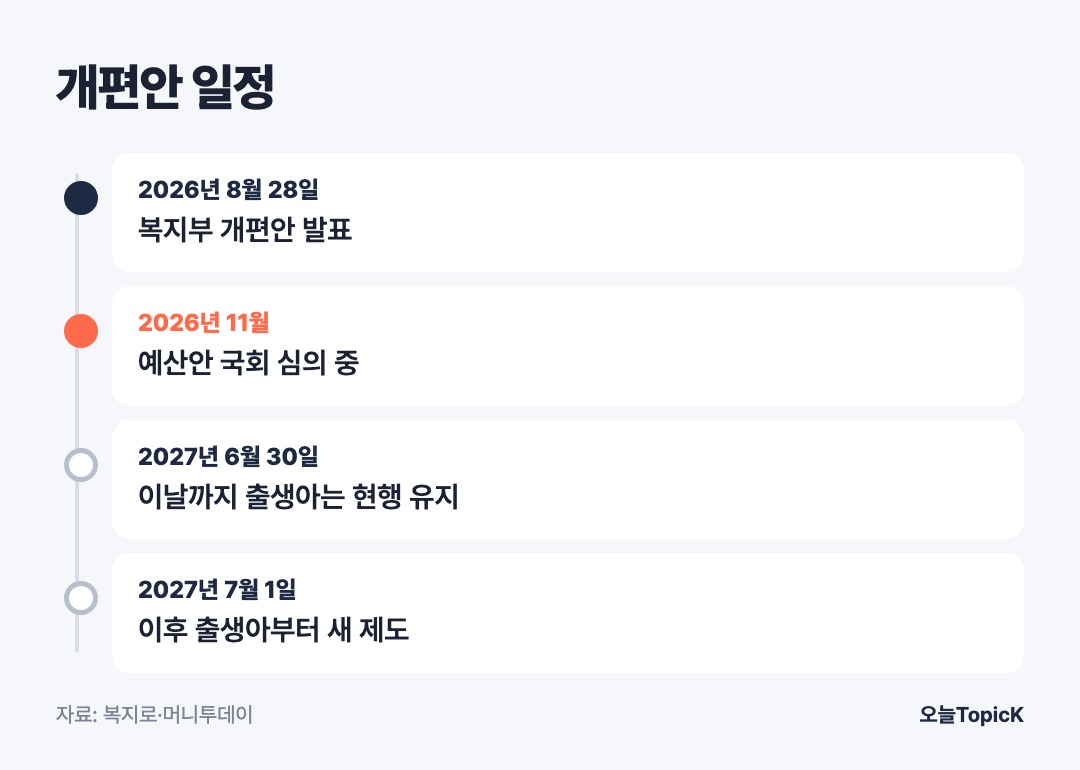 개편안 일정
2026년 8월 28일
복지부 개편안 발표
2026년 11월
예산안 국회 심의 중
2027년 6월 30일
이날까지 출생아는 현행 유지
2027년 7월 1일
이후 출생아부터 새 제도
자료: 복지로·머니투데이
오늘TopicK